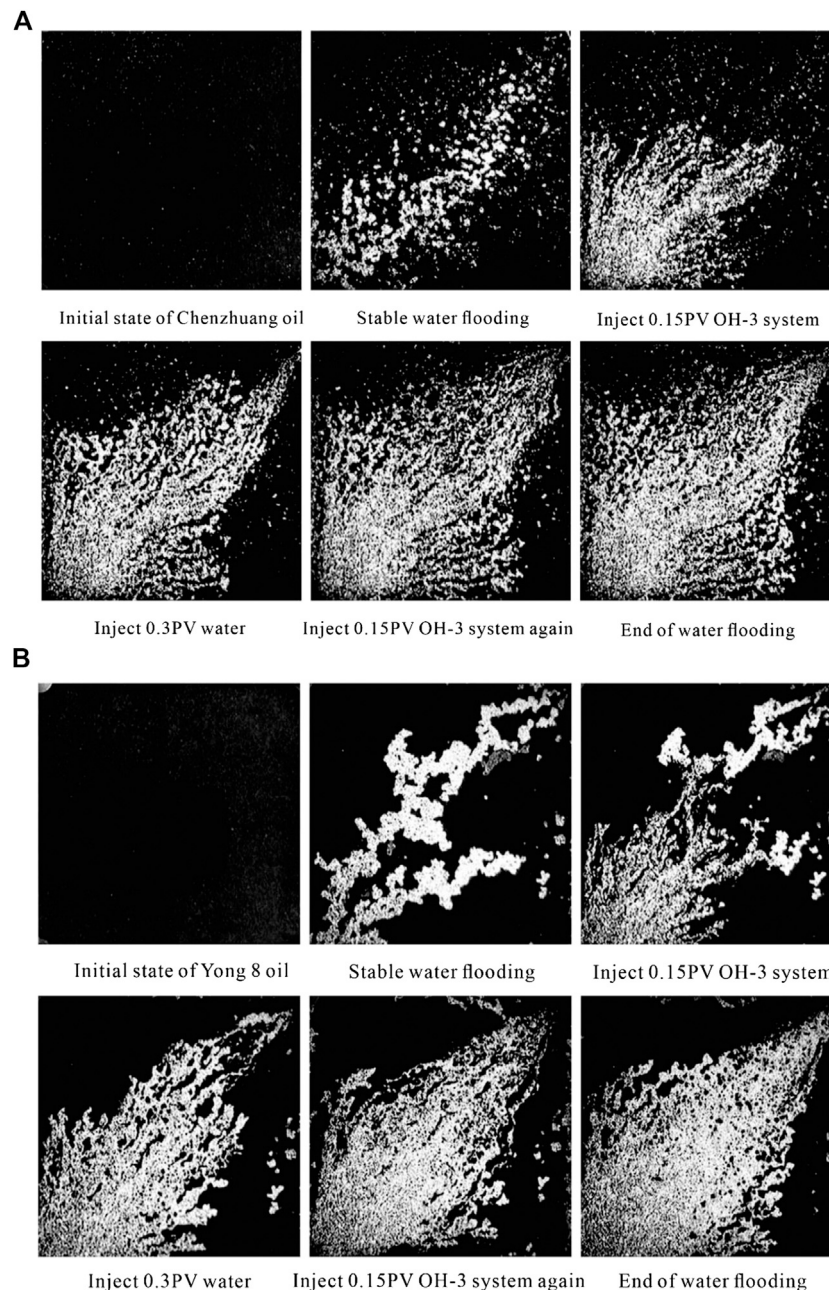 A
Initial state of Chenzhuang oil
Stable water flooding
Inject 0.15PV OH-3 system
Inject 0.3PV water
Inject 0.15PV OH-3 system again
End of water flooding
B
Initial state of Yong 8 oil
Stable water flooding
Inject 0.15PV OH-3 system
Inject 0.3PV water
Inject 0.15PV OH-3 system again
End of water flooding